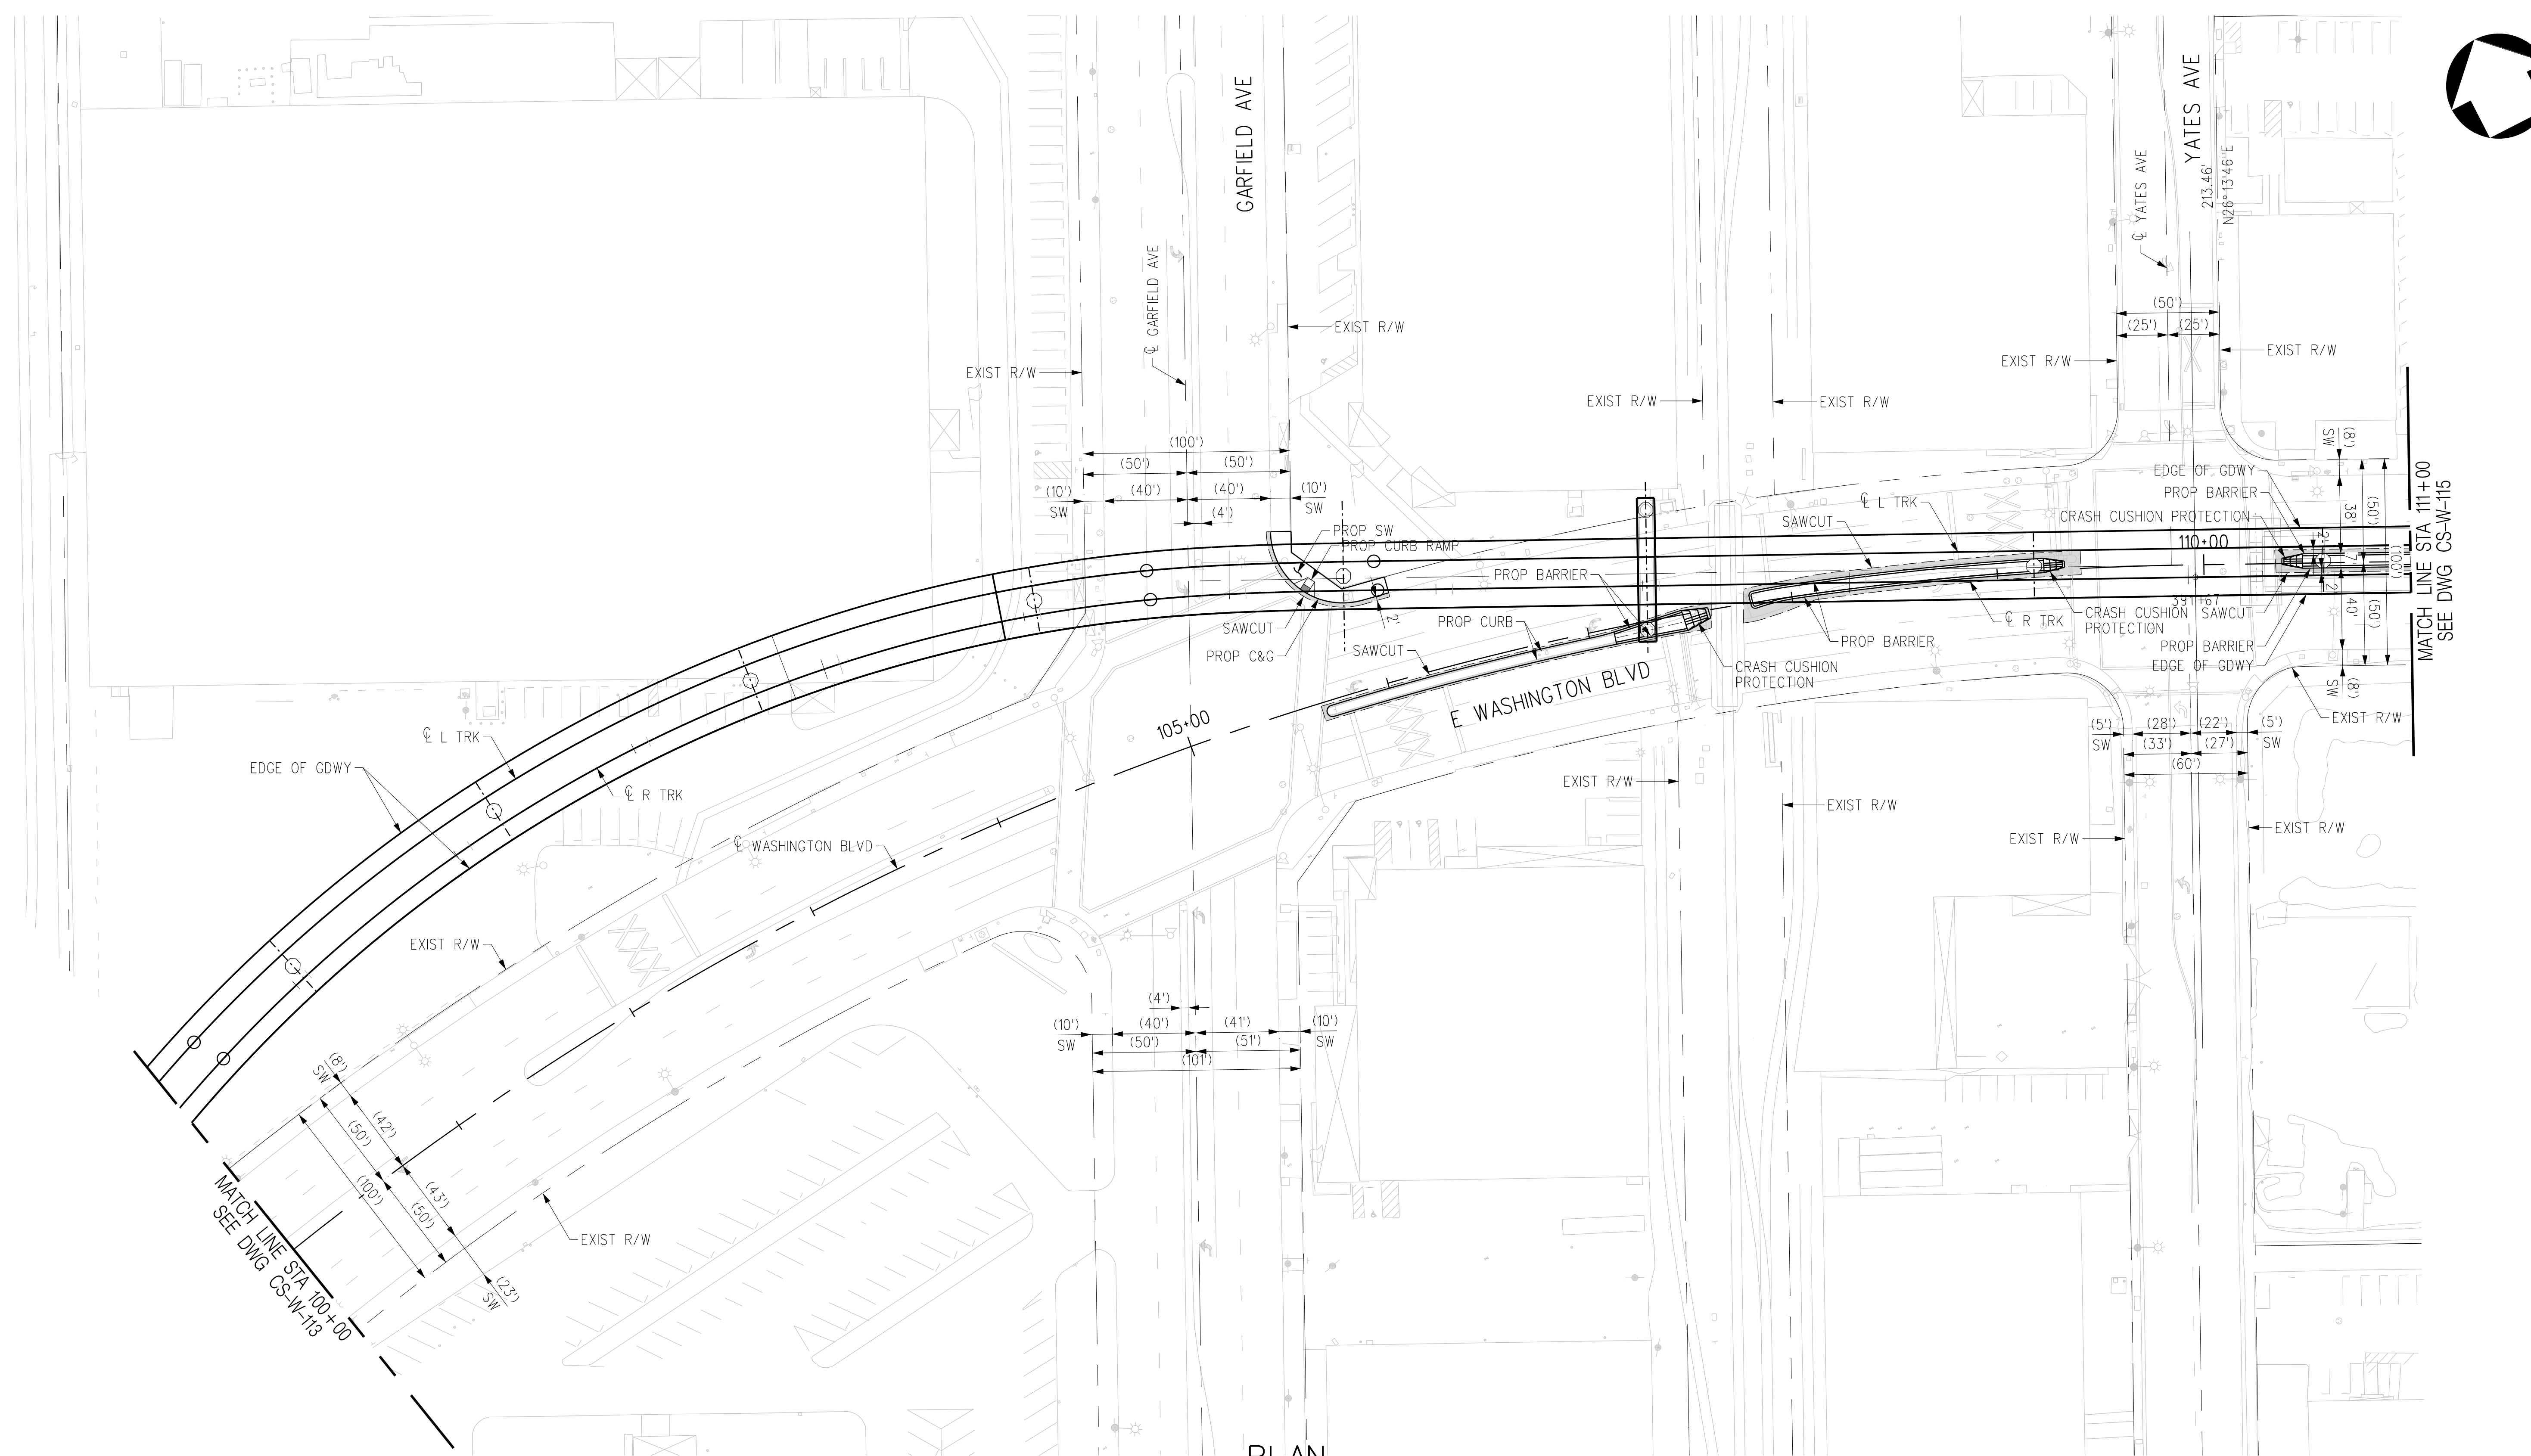 GARFIELD AVE
℄ GARFIELD AVE
YATES AVE
℄ YATES AVE
213.46'
N26°13'46"E
EXIST R/W
EXIST R/W
(50')
(25')
(25')
EXIST R/W
EXIST R/W
EXIST R/W
EXIST R/W
(100')
(50')
(50')
(10')
SW
(40')
(40')
(10')
SW
(4')
PROP SW
PROP CURB RAMP
SAWCUT
PROP C&G
2'
PROP BARRIER
PROP CURB
SAWCUT
SAWCUT
℄ L TRK
EDGE OF GDWY
PROP BARRIER
CRASH CUSHION PROTECTION
110+00
39
+67
CRASH CUSHION
PROTECTION
SAWCUT
℄ R TRK
PROP BARRIER
PROP BARRIER
EDGE OF GDWY
CRASH CUSHION
PROTECTION
(8')
SW
38'
2'
7'
2'
40'
(8')
SW
(50')
(50')
(100')
MATCH LINE STA 111+00
SEE DWG CS-W-115
EXIST R/W
E WASHINGTON BLVD
105+00
℄ L TRK
EDGE OF GDWY
℄ R TRK
℄ WASHINGTON BLVD
EXIST R/W
EXIST R/W
EXIST R/W
(5')
SW
(28')
(22')
(5')
SW
(33')
(27')
(60')
EXIST R/W
EXIST R/W
(4')
(10')
SW
(40')
(41')
(10')
SW
(50')
(51')
(101')
(8')
SW
(42')
(50')
(100')
(43')
(50')
(23')
SW
EXIST R/W
MATCH LINE STA 100+00
SEE DWG CS-W-113
PLAN